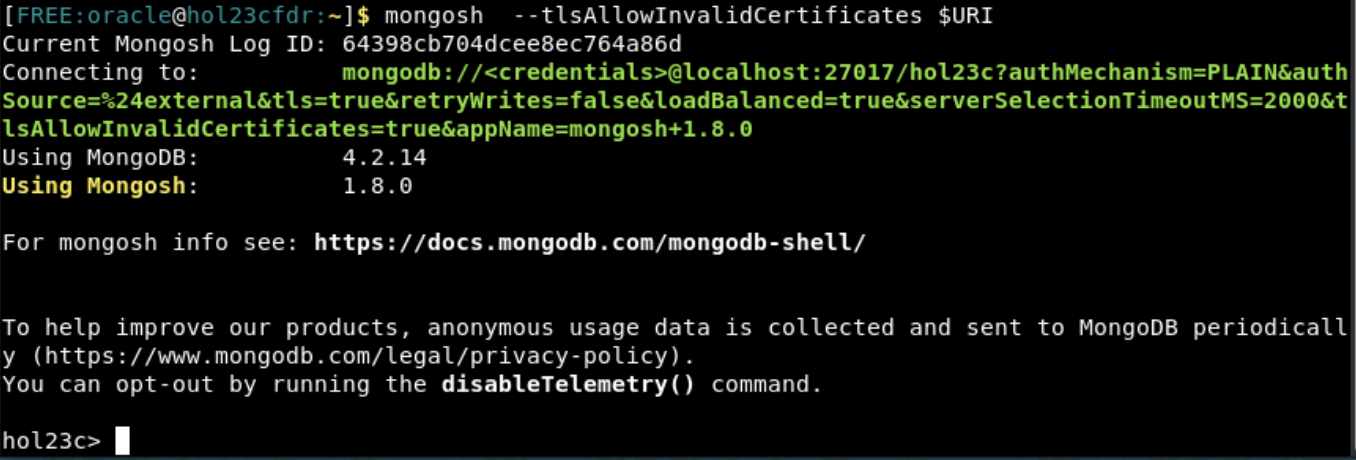 [FREE:oracle@hol23cfdr:~]$ mongosh  --tlsAllowInvalidCertificates $URI
Current Mongosh Log ID: 64398cb704dcee8ec764a86d
Connecting to:          mongodb://<credentials>@localhost:27017/hol23c?authMechanism=PLAIN&auth
Source=%24external&tls=true&retryWrites=false&loadBalanced=true&serverSelectionTimeoutMS=2000&t
lsAllowInvalidCertificates=true&appName=mongosh+1.8.0
Using MongoDB:          4.2.14
Using Mongosh:          1.8.0
For mongosh info see: https://docs.mongodb.com/mongodb-shell/
To help improve our products, anonymous usage data is collected and sent to MongoDB periodicall
y (https://www.mongodb.com/legal/privacy-policy).
You can opt-out by running the disableTelemetry() command.
hol23c>